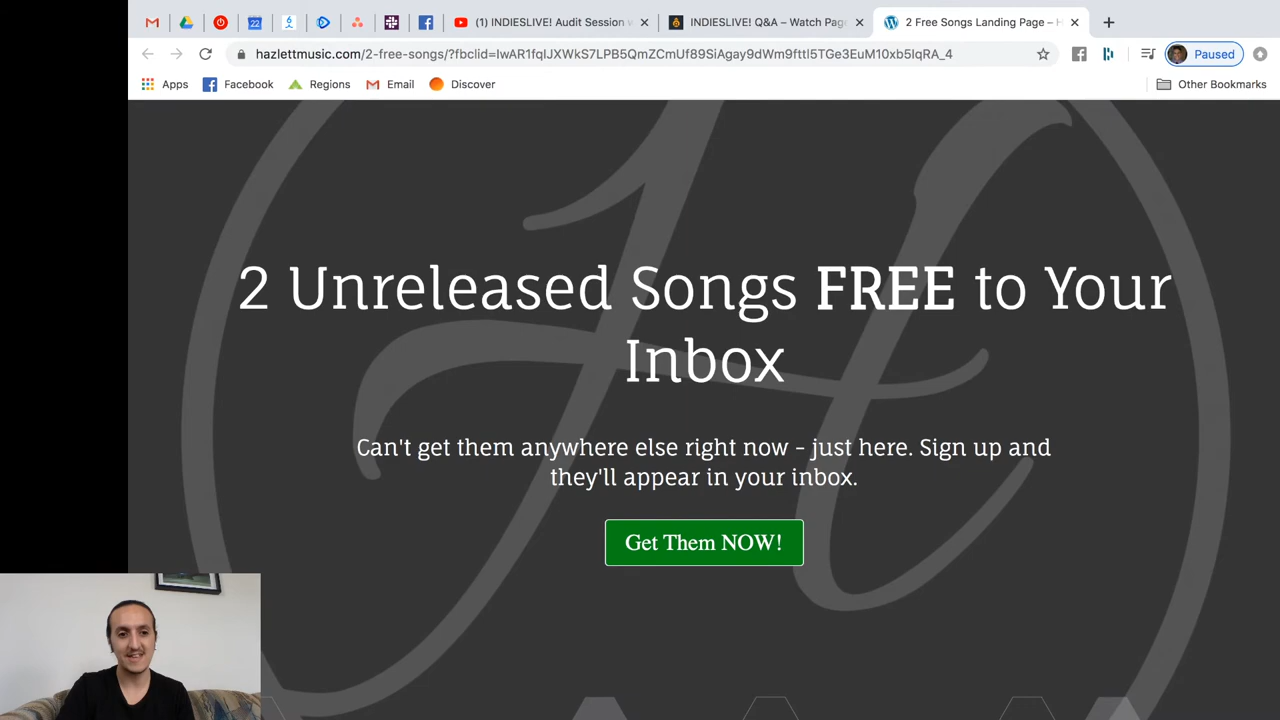 (1) INDIESLIVE! Audit Session
INDIESLIVE! Q&A – Watch Page
2 Free Songs Landing Page –
hazlettmusic.com/2-free-songs/?fbclid=IwAR1fqIJXWkS7LPB5QmZCmUf89SiAgay9dWm9fttI5TGe3EuM10xb5IqRA_4
Paused
Apps Facebook Regions Email Discover Other Bookmarks
2 Unreleased Songs FREE to Your
Inbox
Can't get them anywhere else right now - just here. Sign up and
they'll appear in your inbox.
Get Them NOW!